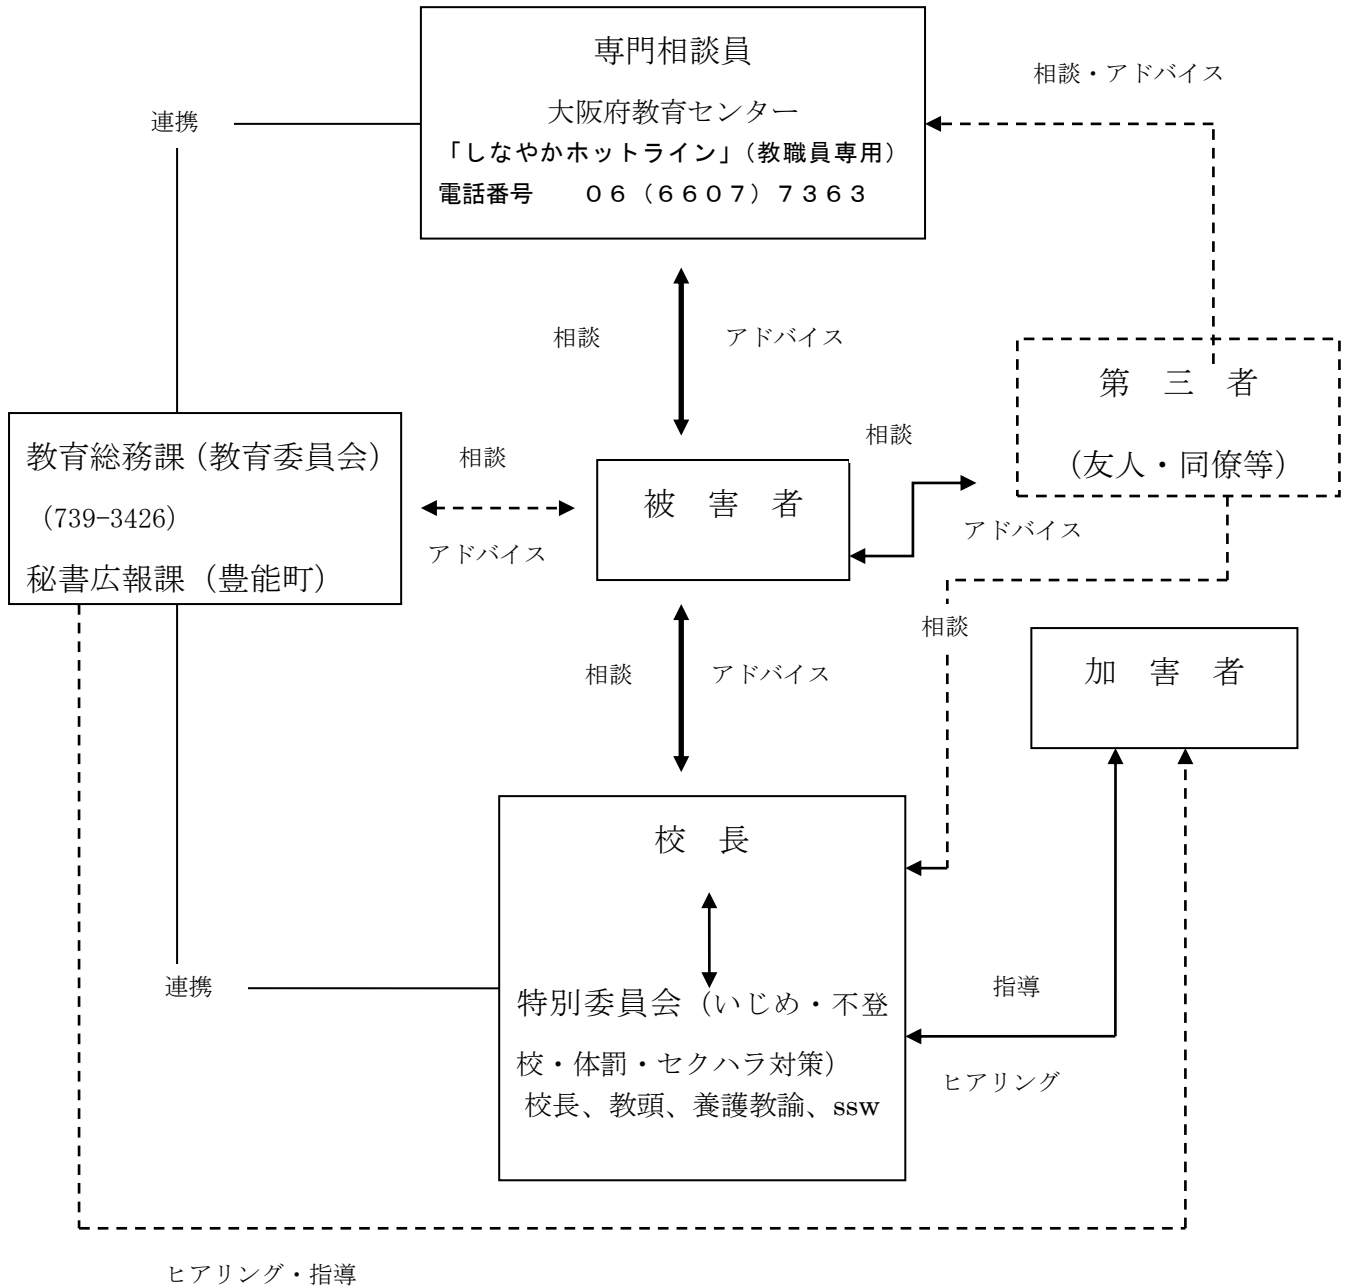 専門相談員
大阪府教育センター
「しなやかホットライン」（教職員専用）
電話番号　　０６（６６０７）７３６３
相談・アドバイス
連携
相談
アドバイス
第　三　者
（友人・同僚等）
教育総務課（教育委員会）
（739-3426）
秘書広報課（豊能町）
相談
アドバイス
被　害　者
相談
アドバイス
相談
加　害　者
相談
アドバイス
校　長
特別委員会（いじめ・不登
校・体罰・セクハラ対策）
校長、教頭、養護教諭、ssw
連携
指導
ヒアリング
ヒアリング・指導